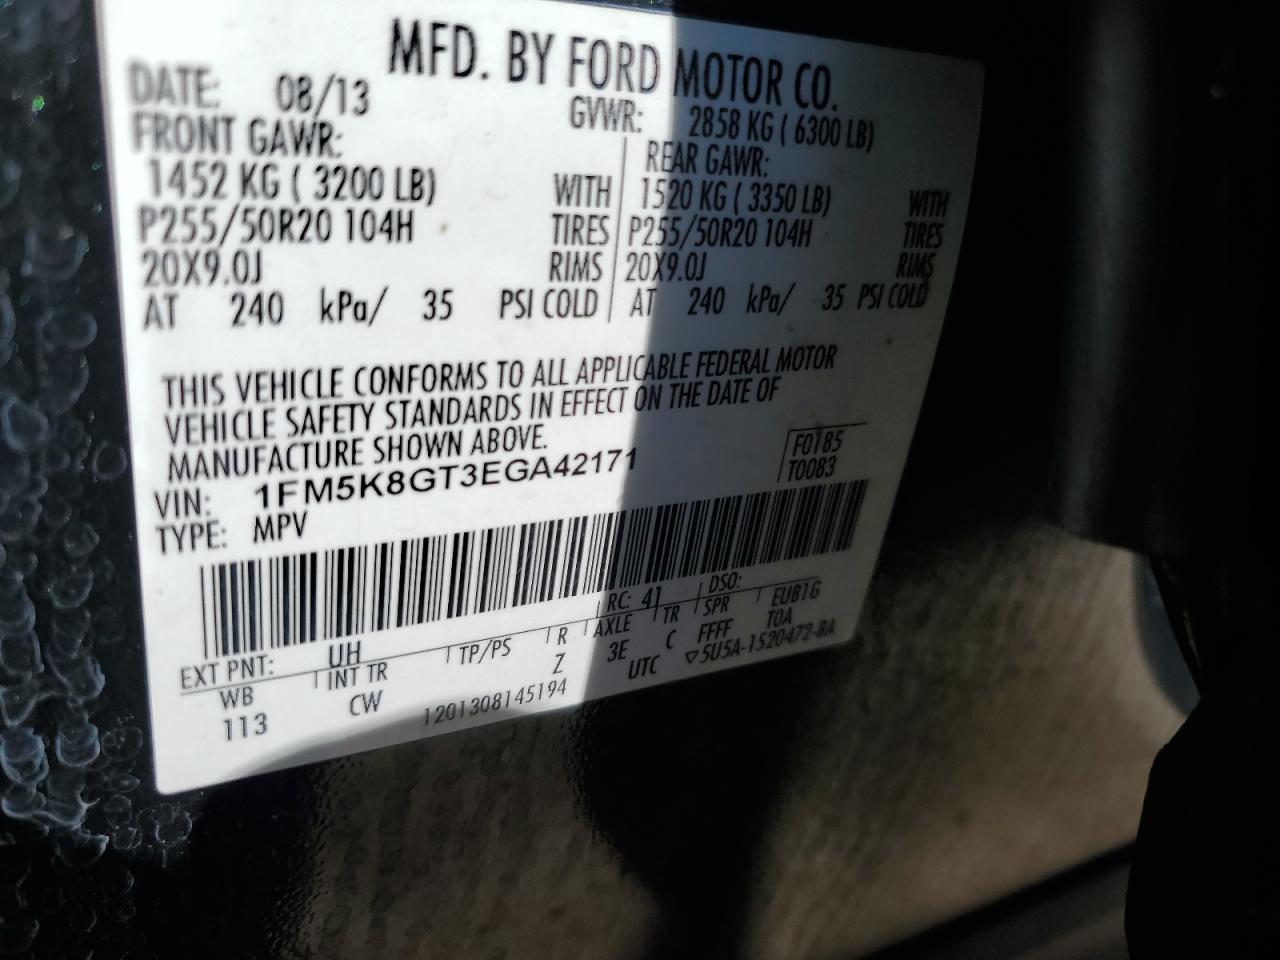 MFD. BY FORD MOTOR CO.
DATE: 08/13 GVWR: 2858 KG ( 6300 LB)
FRONT GAWR: REAR GAWR:
1452 KG ( 3200 LB) WITH 1520 KG ( 3350 LB) WITH
P255/50R20 104H TIRES P255/50R20 104H TIRES
20X9.0J RIMS 20X9.0J RIMS
AT 240 kPa/ 35 PSI COLD AT 240 kPa/ 35 PSI COLD
THIS VEHICLE CONFORMS TO ALL APPLICABLE FEDERAL MOTOR
VEHICLE SAFETY STANDARDS IN EFFECT ON THE DATE OF
MANUFACTURE SHOWN ABOVE.
VIN: 1FM5K8GT3EGA42171 F0185
TYPE: MPV T0083
EXT PNT: UH RC: 41 DSO: EUB1G
WB INT TR TP/PS R AXLE TR SPR T0A
113 CW Z 3E C FFFF
1201308145194 UTC ▽5U5A-1520472-8A